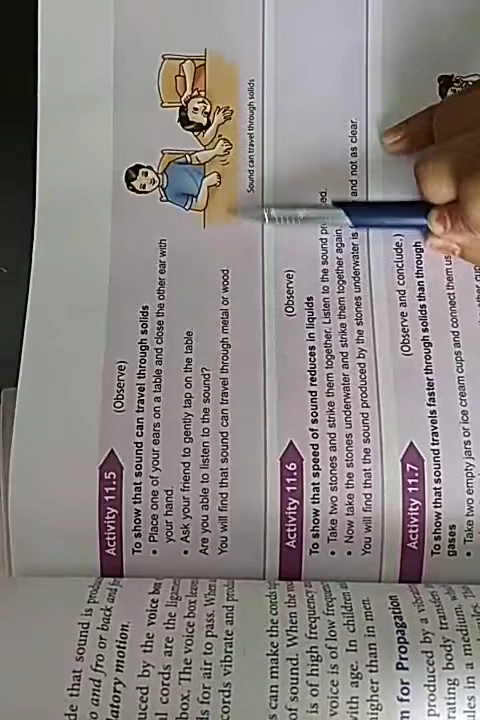 Activity 11.5 (Observe)
To show that sound can travel through solids
• Place one of your ears on a table and close the other ear with
your hand.
• Ask your friend to gently tap on the table.
Are you able to listen to the sound?
You will find that sound can travel through metal or wood
Sound can travel through solids
Activity 11.6 (Observe)
To show that speed of sound reduces in liquids
• Take two stones and strike them together. Listen to the sound
• Now take the stones underwater and strike them together again.
You will find that the sound produced by the stones underwater is and not as clear.
Activity 11.7 (Observe and conclude.)
To show that sound travels faster through solids than through
gases
• Take two empty jars or ice cream cups and connect them
de that sound is
o and fro or back and
latory motion.
uced by the voice box
l cords are the
box. The voice box
ls for air to pass. When
cords vibrate and
s can make the cords
of sound. When the
is of high frequency
voice is of low
ith age. In children
igher than in men.
for Propagation
produced by a
rating body transfers
ules in a medium,